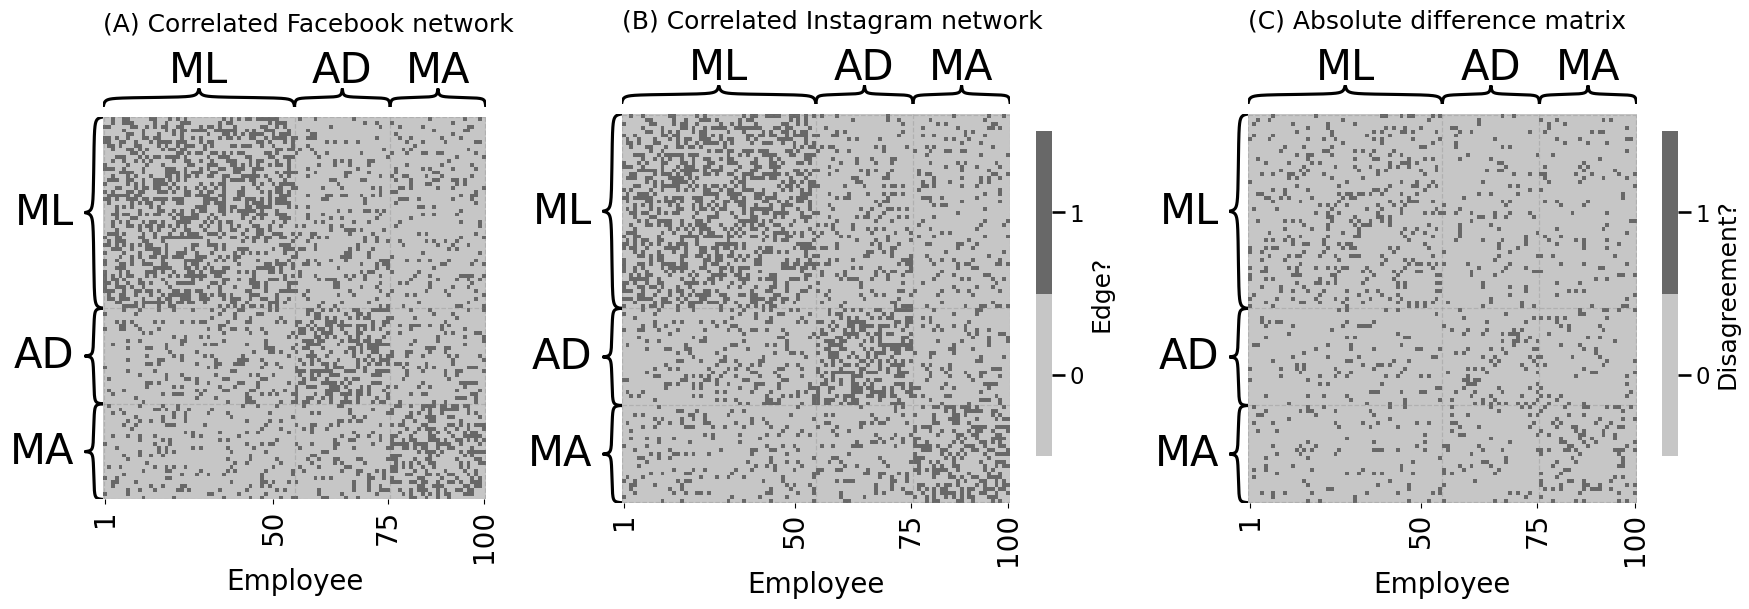 (A) Correlated Facebook network
ML AD MA
ML
AD
MA
1 50 75 100
Employee
(B) Correlated Instagram network
ML AD MA
ML
AD
MA
1 50 75 100
Employee
1
0
Edge?
(C) Absolute difference matrix
ML AD MA
ML
AD
MA
1 50 75 100
Employee
1
0
Disagreement?